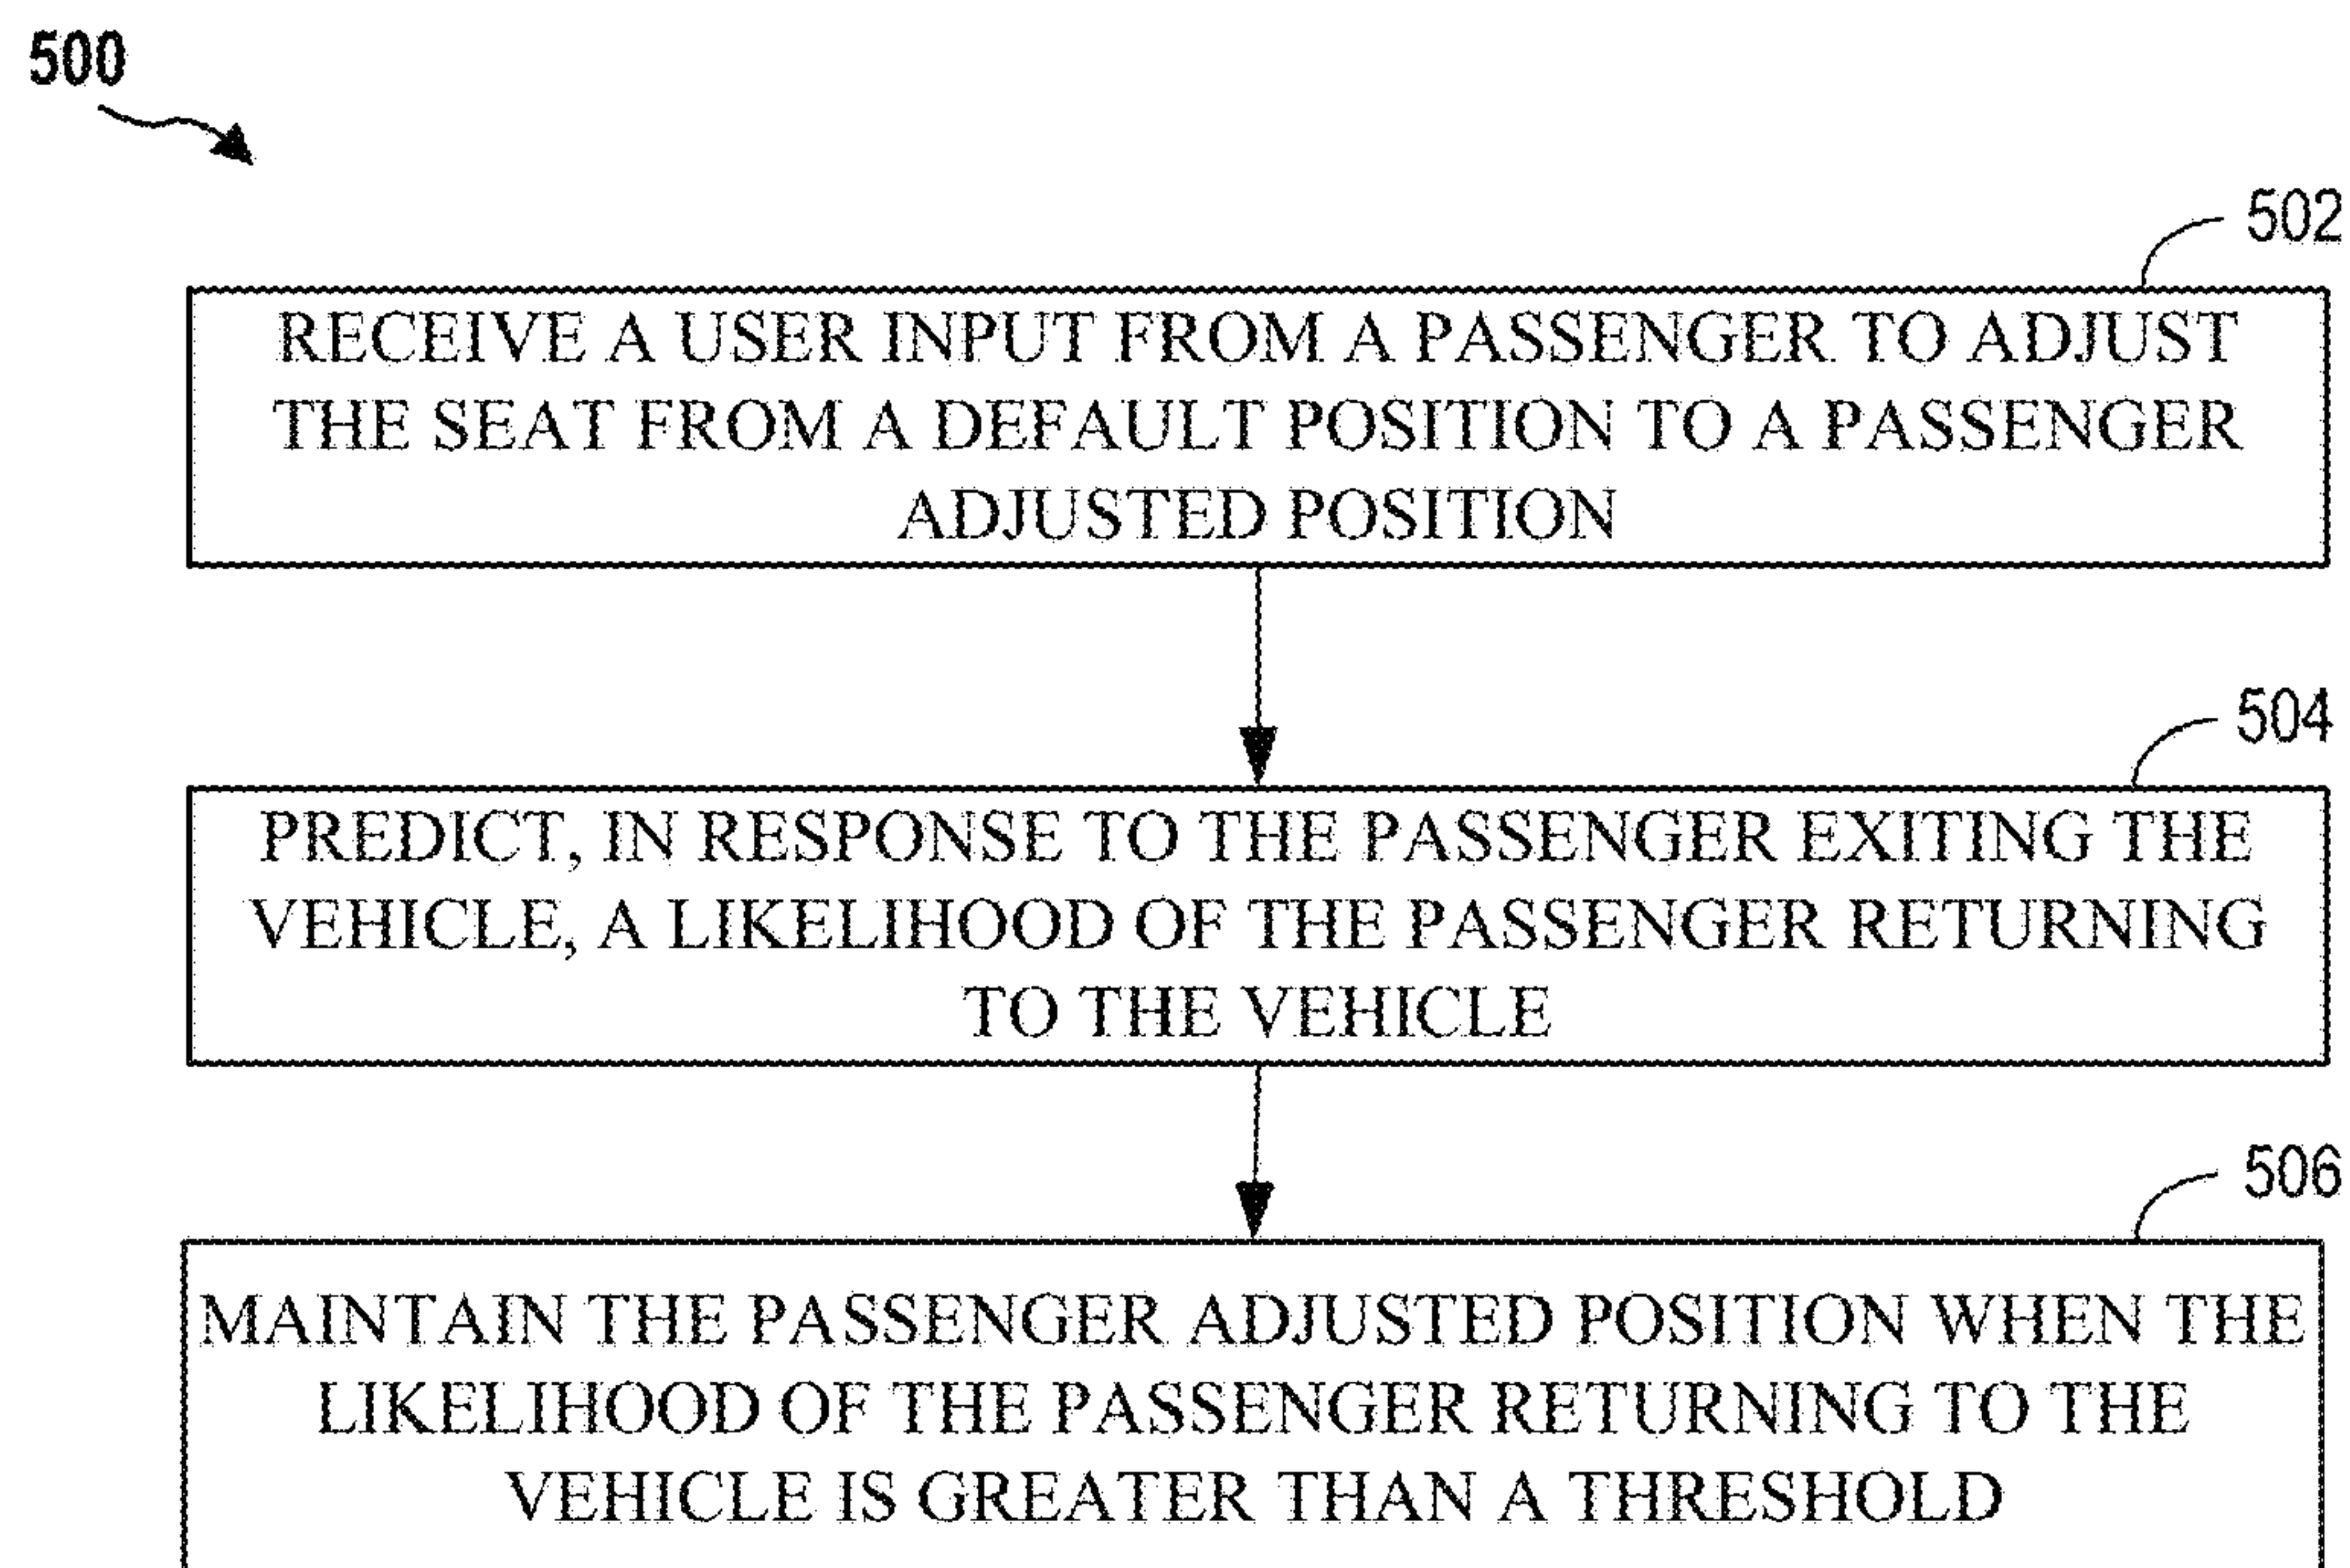 500
502
RECEIVE A USER INPUT FROM A PASSENGER TO ADJUST
THE SEAT FROM A DEFAULT POSITION TO A PASSENGER
ADJUSTED POSITION
504
PREDICT, IN RESPONSE TO THE PASSENGER EXITING THE
VEHICLE, A LIKELIHOOD OF THE PASSENGER RETURNING
TO THE VEHICLE
506
MAINTAIN THE PASSENGER ADJUSTED POSITION WHEN THE
LIKELIHOOD OF THE PASSENGER RETURNING TO THE
VEHICLE IS GREATER THAN A THRESHOLD